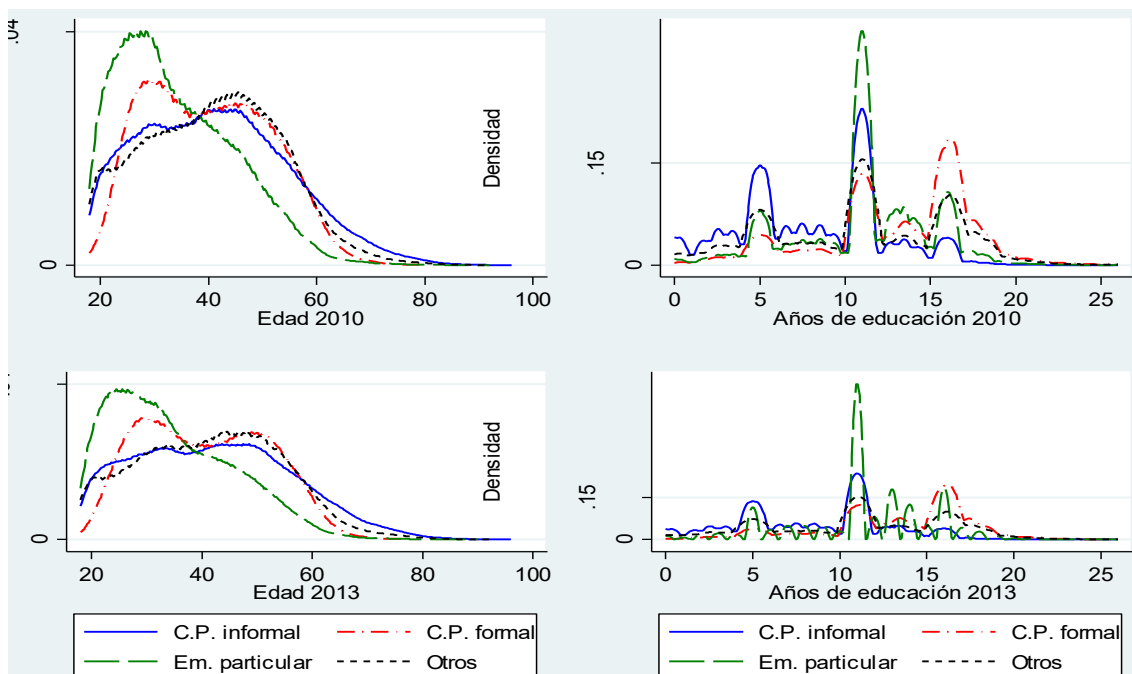 .04
0
20 40 60 80 100
Edad 2010
Densidad
.15
0
0 5 10 15 20 25
Años de educación 2010
0
20 40 60 80 100
Edad 2013
Densidad
.15
0
0 5 10 15 20 25
Años de educación 2013
C.P. informal C.P. formal
Em. particular Otros
C.P. informal C.P. formal
Em. particular Otros